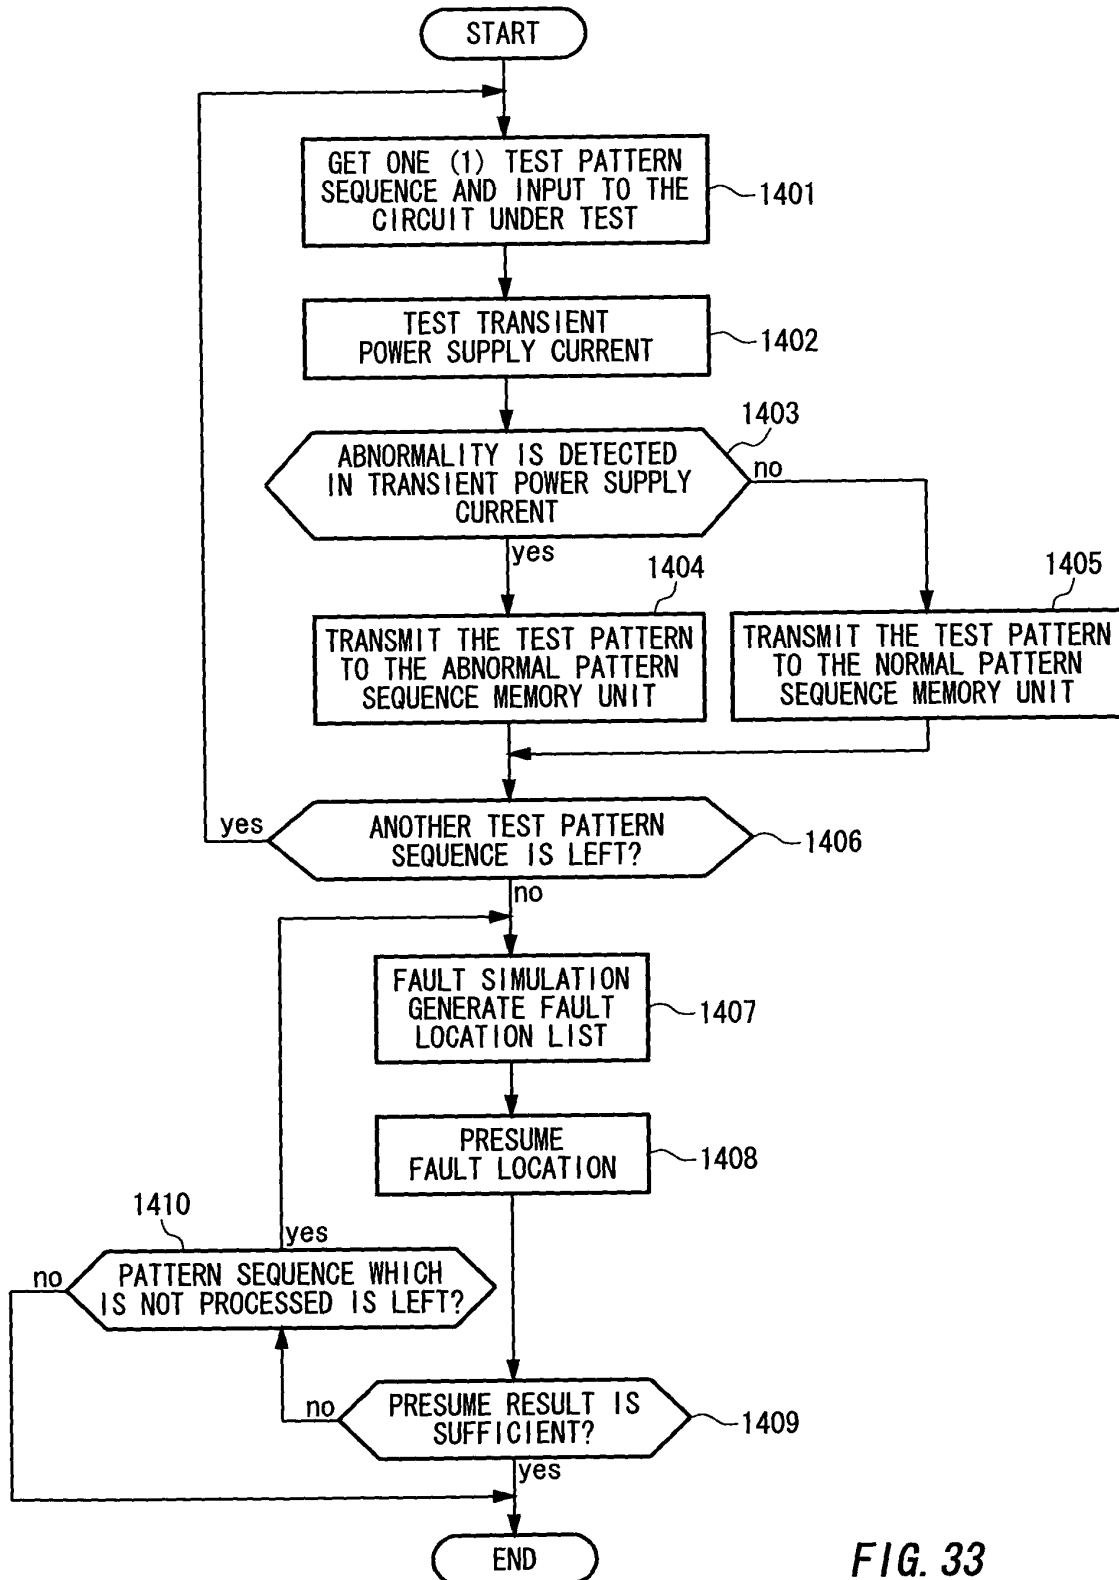 START
GET ONE (1) TEST PATTERN
SEQUENCE AND INPUT TO THE
CIRCUIT UNDER TEST
1401
TEST TRANSIENT
POWER SUPPLY CURRENT
1402
1403
ABNORMALITY IS DETECTED
IN TRANSIENT POWER SUPPLY
CURRENT
no
yes
1404
1405
TRANSMIT THE TEST PATTERN
TO THE ABNORMAL PATTERN
SEQUENCE MEMORY UNIT
TRANSMIT THE TEST PATTERN
TO THE NORMAL PATTERN
SEQUENCE MEMORY UNIT
yes
ANOTHER TEST PATTERN
SEQUENCE IS LEFT?
1406
no
FAULT SIMULATION
GENERATE FAULT
LOCATION LIST
1407
PRESUME
FAULT LOCATION
1408
1410
yes
no
PATTERN SEQUENCE WHICH
IS NOT PROCESSED IS LEFT?
no
PRESUME RESULT IS
SUFFICIENT?
1409
yes
END
FIG. 33